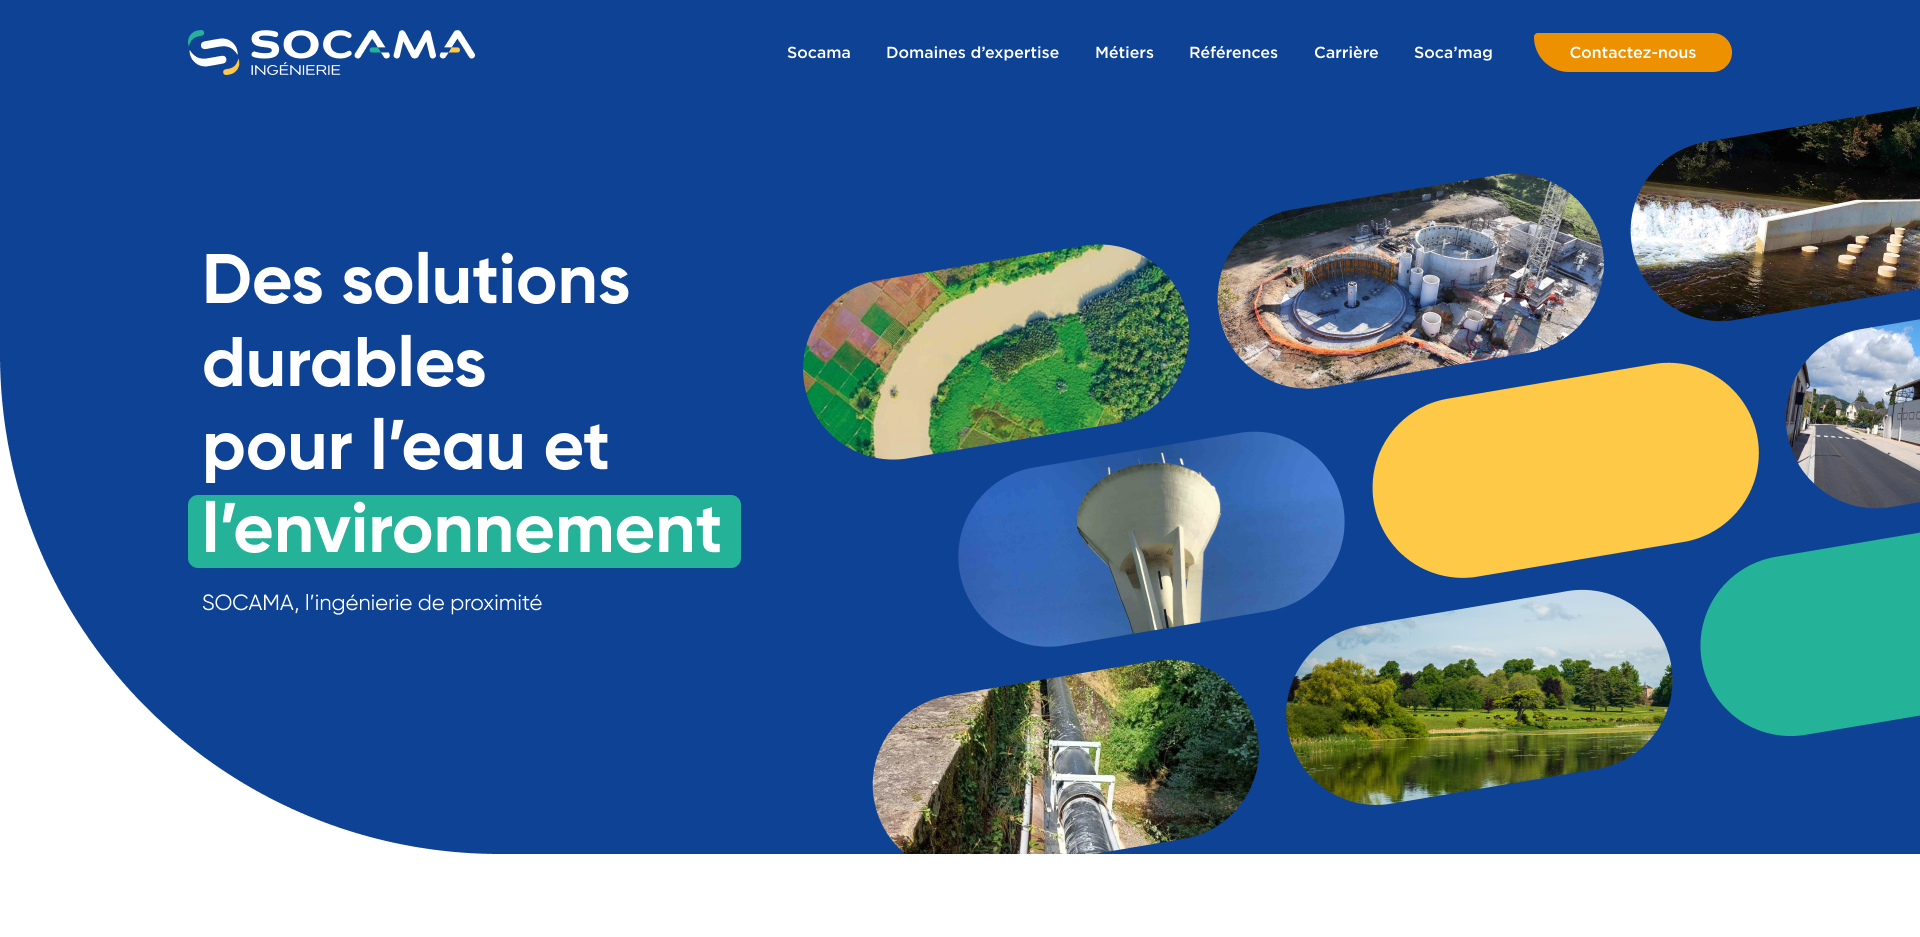 SOCAMA
INGÉNIERIE
Socama
Domaines d’expertise
Métiers
Références
Carrière
Soca’mag
Contactez-nous
Des solutions
durables
pour l’eau et
l’environnement
SOCAMA, l’ingénierie de proximité